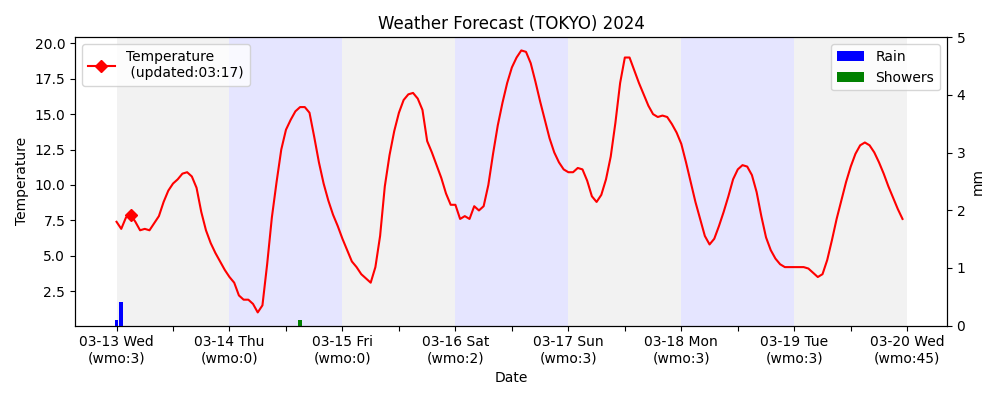 Weather Forecast (TOKYO) 2024
Temperature
(updated:03:17)
Rain
Showers
20.0
17.5
15.0
12.5
10.0
7.5
5.0
2.5
Temperature
5
4
3
2
1
0
mm
03-13 Wed
(wmo:3)
03-14 Thu
(wmo:0)
03-15 Fri
(wmo:0)
03-16 Sat
(wmo:2)
03-17 Sun
(wmo:3)
03-18 Mon
(wmo:3)
03-19 Tue
(wmo:3)
03-20 Wed
(wmo:45)
Date